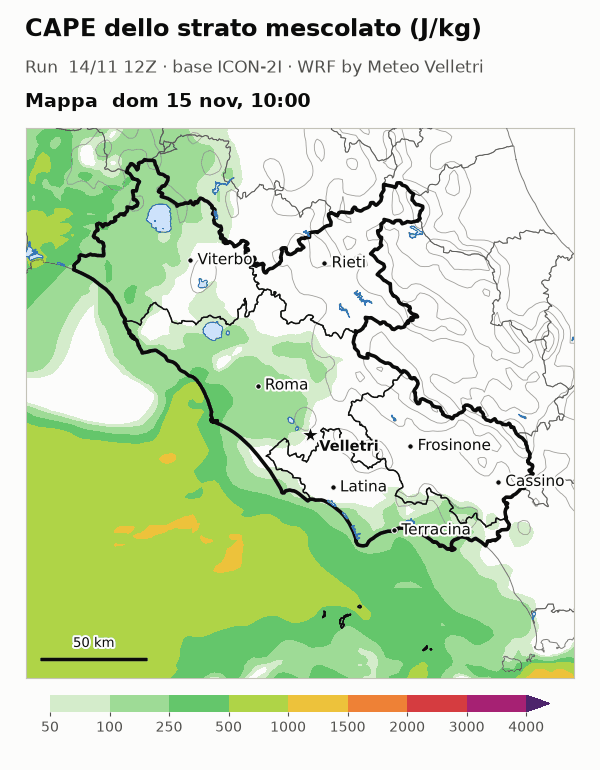 CAPE dello strato mescolato (J/kg)
Run  14/11 12Z · base ICON-2I · WRF by Meteo Velletri
Mappa  dom 15 nov, 10:00
Viterbo
Rieti
Roma
Velletri
Frosinone
Latina
Cassino
Terracina
50 km
50 100 250 500 1000 1500 2000 3000 4000